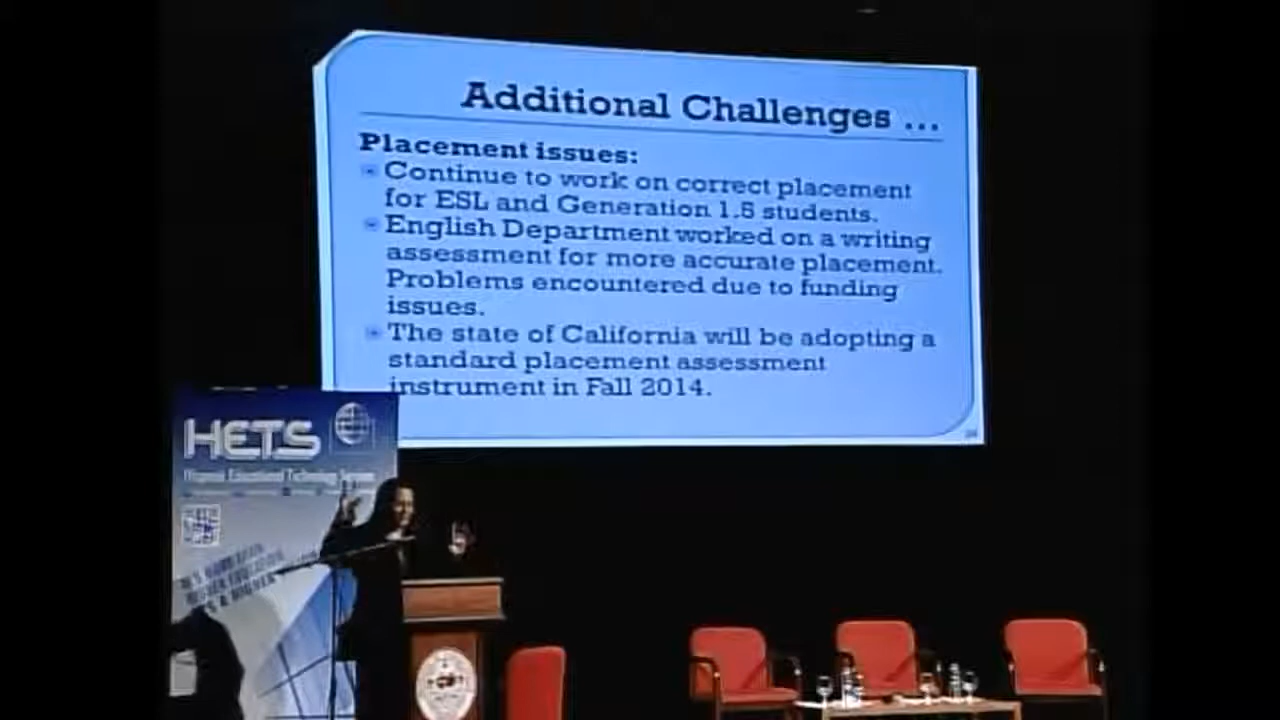 Additional Challenges ...
Placement issues:
Continue to work on correct placement
for ESL and Generation 1.5 students.
English Department worked on a writing
assessment for more accurate placement.
Problems encountered due to funding
issues.
The state of California will be adopting a
standard placement assessment
instrument in Fall 2014.
HETS